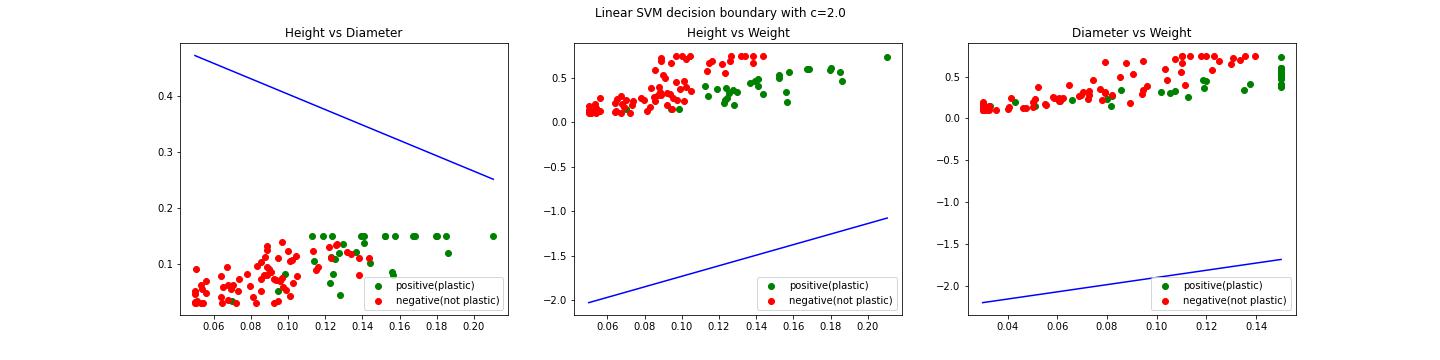 Linear SVM decision boundary with c=2.0
Height vs Diameter
0.4
0.3
0.2
0.1
0.06 0.08 0.10 0.12 0.14 0.16 0.18 0.20
positive(plastic)
negative(not plastic)
Height vs Weight
0.5
0.0
−0.5
−1.0
−1.5
−2.0
0.06 0.08 0.10 0.12 0.14 0.16 0.18 0.20
positive(plastic)
negative(not plastic)
Diameter vs Weight
0.5
0.0
−0.5
−1.0
−1.5
−2.0
0.04 0.06 0.08 0.10 0.12 0.14
positive(plastic)
negative(not plastic)